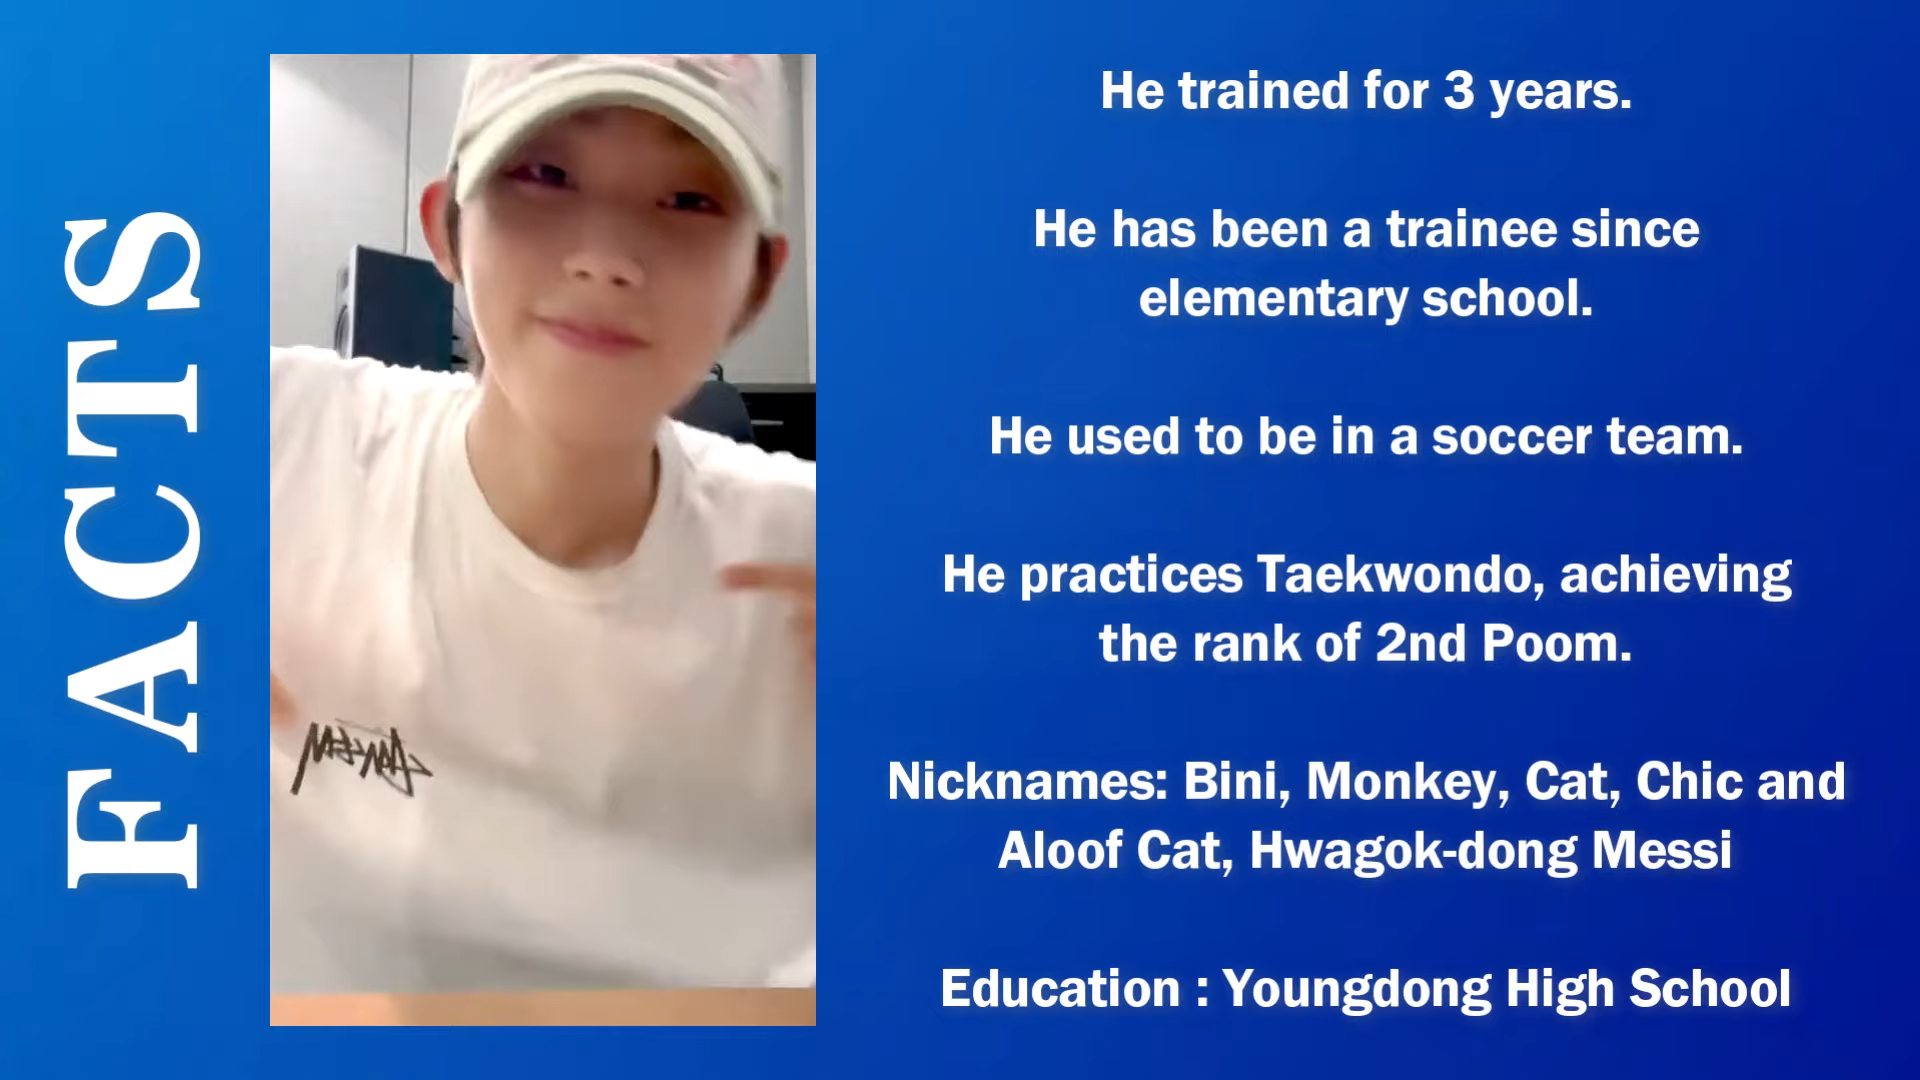 FACTS
He trained for 3 years.
He has been a trainee since
elementary school.
He used to be in a soccer team.
He practices Taekwondo, achieving
the rank of 2nd Poom.
Nicknames: Bini, Monkey, Cat, Chic and
Aloof Cat, Hwagok-dong Messi
Education : Youngdong High School